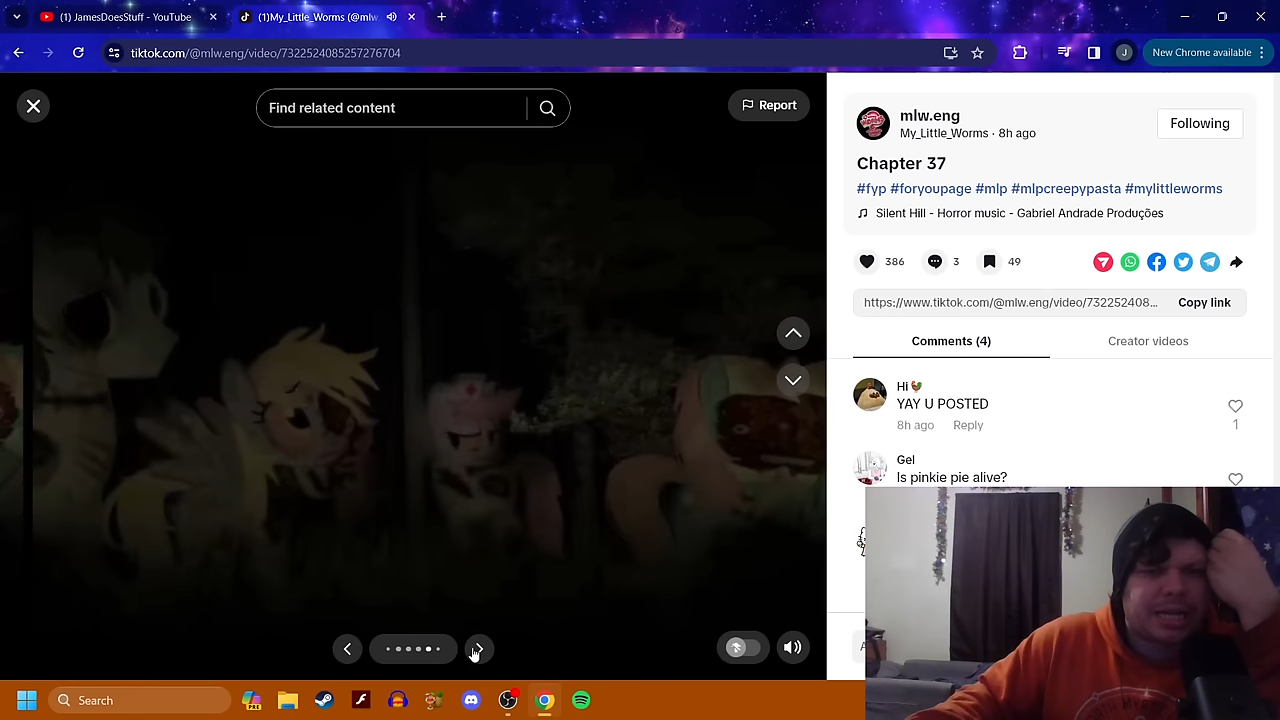 (1) JamesDoesStuff - YouTube
(1)My_Little_Worms (@mlw
tiktok.com/@mlw.eng/video/7322524085257276704
New Chrome available
Find related content
Report
mlw.eng
My_Little_Worms · 8h ago
Following
Chapter 37
#fyp #foryoupage #mlp #mlpcreepypasta #mylittleworms
Silent Hill - Horror music - Gabriel Andrade Produções
386
3
49
https://www.tiktok.com/@mlw.eng/video/732252408...
Copy link
Comments (4)
Creator videos
Hi
YAY U POSTED
8h ago
Reply
1
Gel
Is pinkie pie alive?
Search
PRE
J